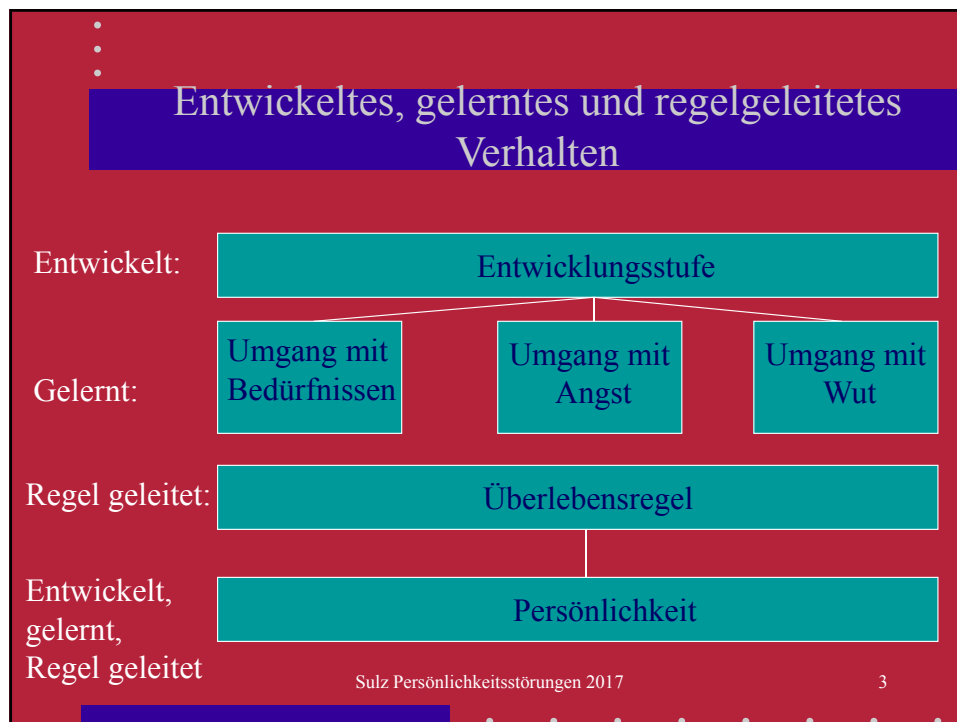 Entwickeltes, gelerntes und regelgeleitetes
Verhalten
Entwickelt:
Entwicklungsstufe
Gelernt:
Umgang mit
Bedürfnissen
Umgang mit
Angst
Umgang mit
Wut
Regel geleitet:
Überlebensregel
Entwickelt,
gelernt,
Regel geleitet
Persönlichkeit
Sulz Persönlichkeitsstörungen 2017
3